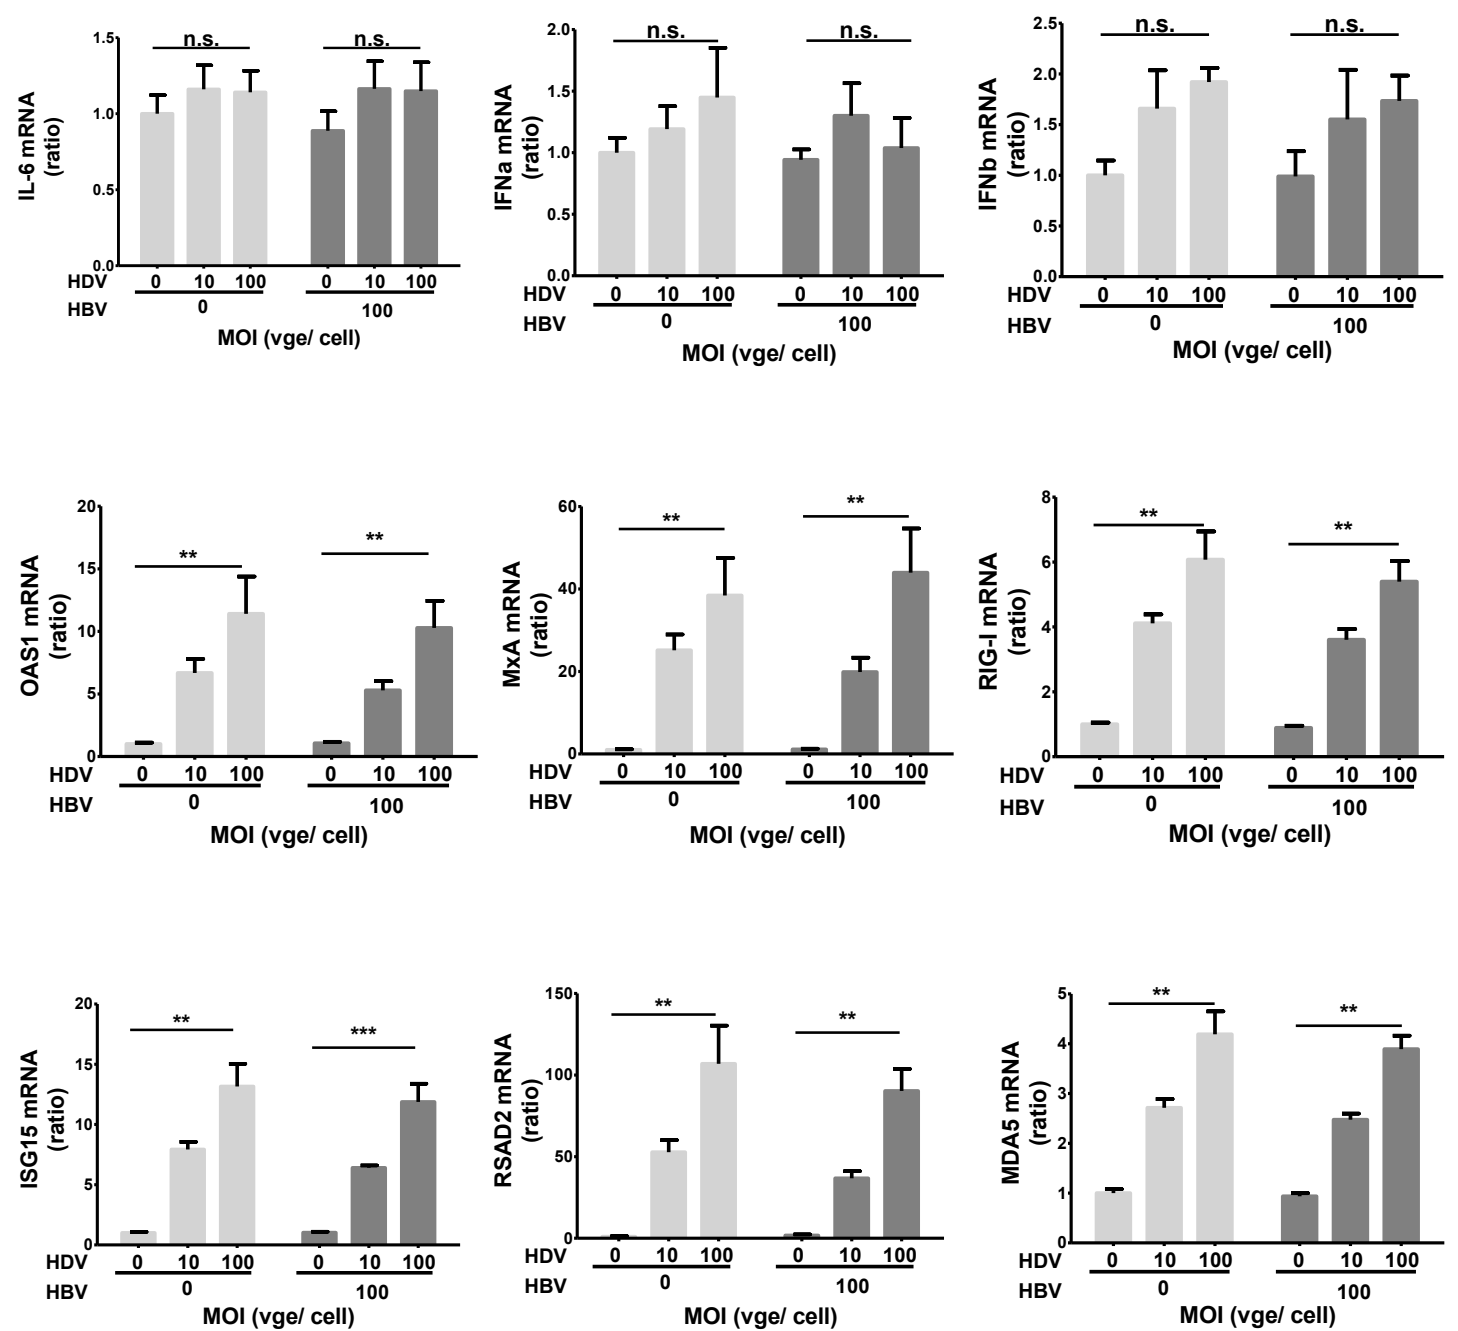 IL-6 mRNA
(ratio)
1.5
1.0
0.5
0.0
n.s.
n.s.
HDV
0
10
100
0
10
100
HBV
0
100
MOI (vge/ cell)
IFNa mRNA
(ratio)
2.0
1.5
1.0
0.5
0.0
n.s.
n.s.
HDV
0
10
100
0
10
100
HBV
0
100
MOI (vge/ cell)
IFNb mRNA
(ratio)
2.5
2.0
1.5
1.0
0.5
0.0
n.s.
n.s.
HDV
0
10
100
0
10
100
HBV
0
100
MOI (vge/ cell)
OAS1 mRNA
(ratio)
20
15
10
5
0
**
**
HDV
0
10
100
0
10
100
HBV
0
100
MOI (vge/ cell)
MxA mRNA
(ratio)
60
40
20
0
**
**
HDV
0
10
100
0
10
100
HBV
0
100
MOI (vge/ cell)
RIG-I mRNA
(ratio)
8
6
4
2
0
**
**
HDV
0
10
100
0
10
100
HBV
0
100
MOI (vge/ cell)
ISG15 mRNA
(ratio)
20
15
10
5
0
**
***
HDV
0
10
100
0
10
100
HBV
0
100
MOI (vge/ cell)
RSAD2 mRNA
(ratio)
150
100
50
0
**
**
HDV
0
10
100
0
10
100
HBV
0
100
MOI (vge/ cell)
MDA5 mRNA
(ratio)
5
4
3
2
1
0
**
**
HDV
0
10
100
0
10
100
HBV
0
100
MOI (vge/ cell)